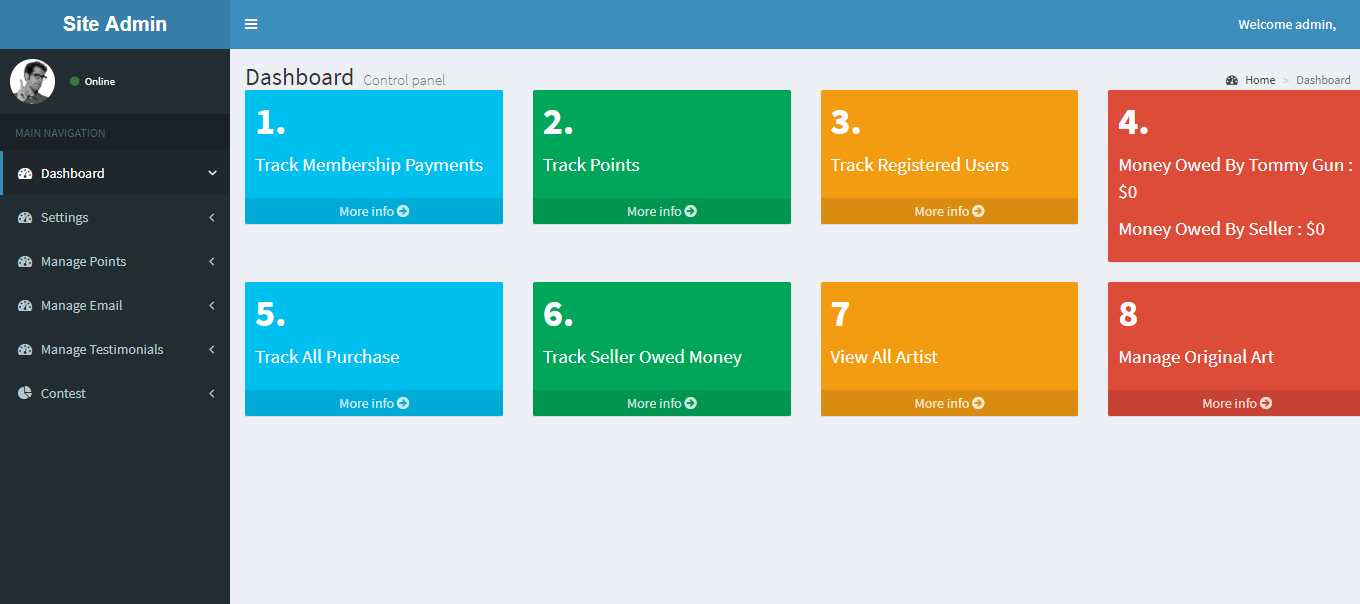 Site Admin
Welcome admin,
Online
MAIN NAVIGATION
Dashboard
Settings
Manage Points
Manage Email
Manage Testimonials
Contest
Dashboard Control panel
Home > Dashboard
1.
Track Membership Payments
More info
2.
Track Points
More info
3.
Track Registered Users
More info
4.
Money Owed By Tommy Gun :
$0
Money Owed By Seller : $0
5.
Track All Purchase
More info
6.
Track Seller Owed Money
More info
7
View All Artist
More info
8
Manage Original Art
More info